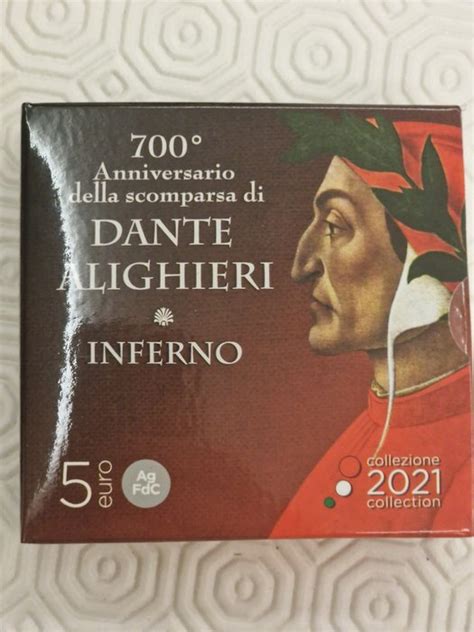 700°
Anniversario
della scomparsa di
DANTE
ALIGHIERI
INFERNO
5 euro
Ag
FdC
collezione
2021
collection